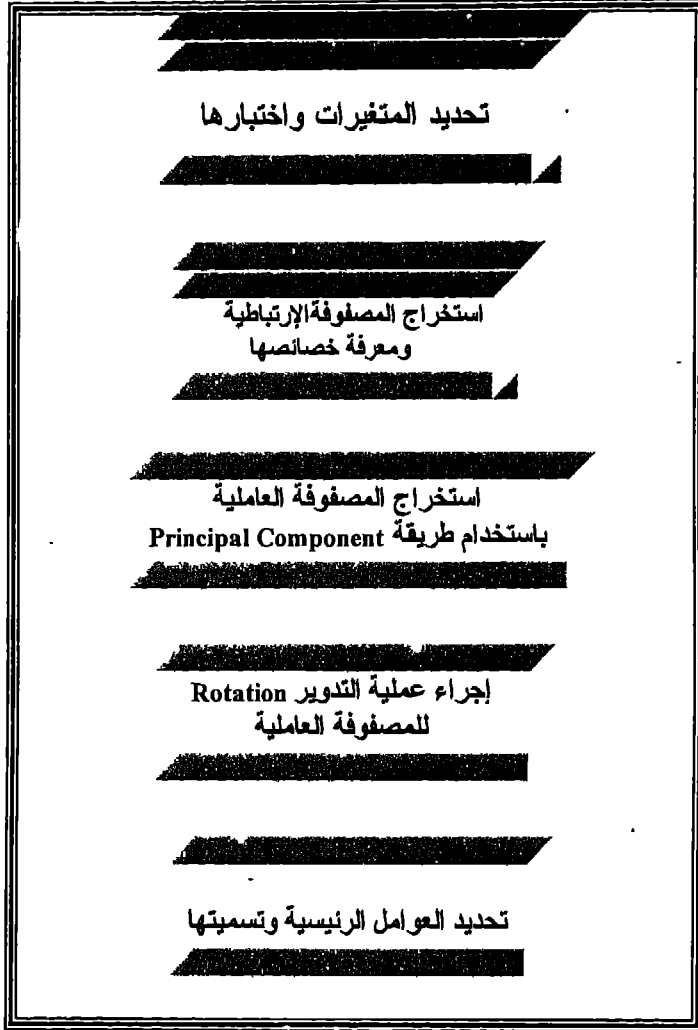 تحديد المتغيرات واختبارها
استخراج المصفوفةالإرتباطية
ومعرفة خصائصها
استخراج المصفوفة العاملية
باستخدام طريقة Principal Component
إجراء عملية التدوير Rotation
للمصفوفة العاملية
تحديد العوامل الرئيسية وتسميتها